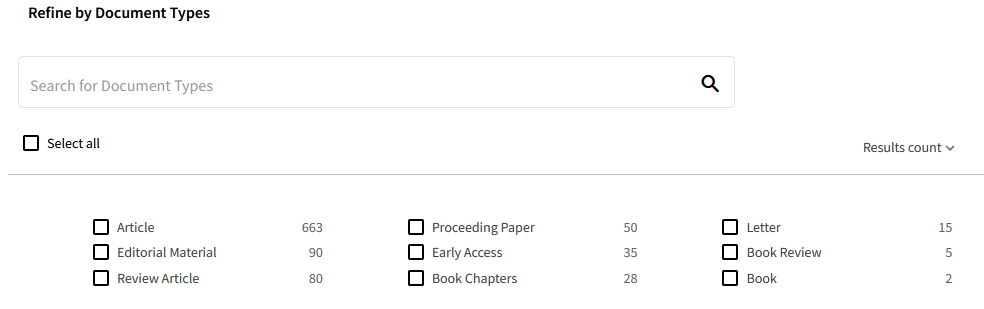 Refine by Document Types
Search for Document Types
Select all
Results count
Article 663
Editorial Material 90
Review Article 80
Proceeding Paper 50
Early Access 35
Book Chapters 28
Letter 15
Book Review 5
Book 2